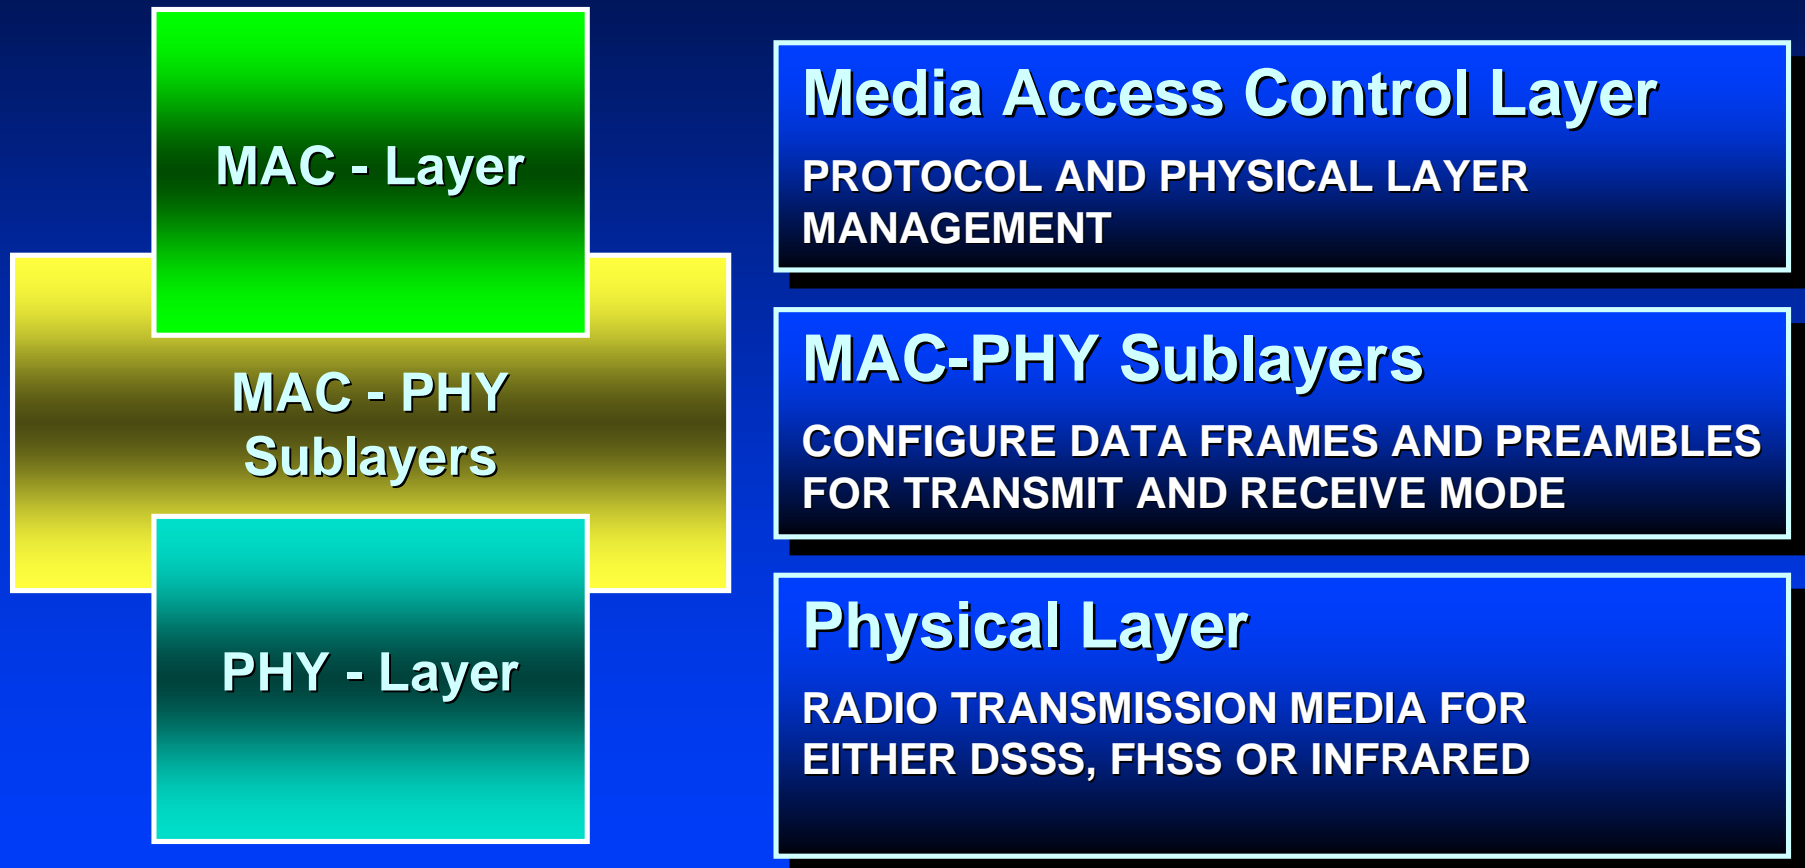 MAC - Layer
MAC - PHY
Sublayers
PHY - Layer
Media Access Control Layer
PROTOCOL AND PHYSICAL LAYER
MANAGEMENT
MAC-PHY Sublayers
CONFIGURE DATA FRAMES AND PREAMBLES
FOR TRANSMIT AND RECEIVE MODE
Physical Layer
RADIO TRANSMISSION MEDIA FOR
EITHER DSSS, FHSS OR INFRARED